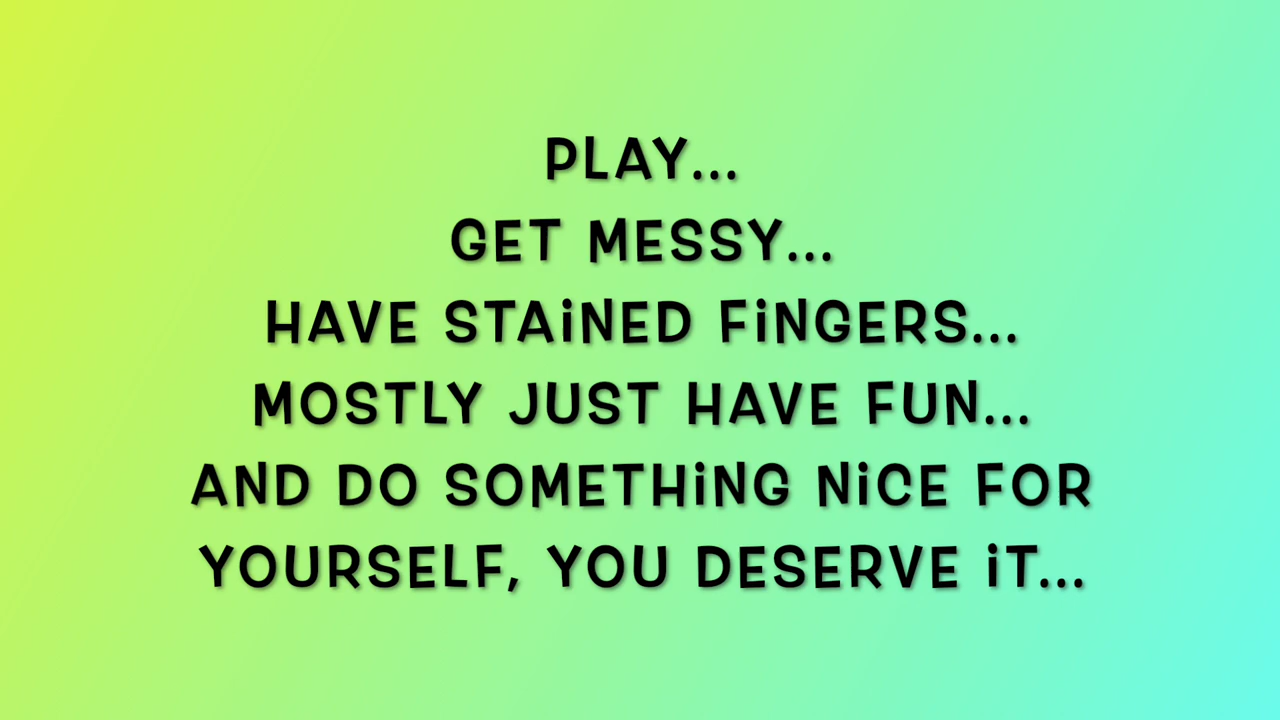 PLAY...
GET MESSY...
HAVE STAiNED FiNGERS...
MOSTLY JUST HAVE FUN...
AND DO SOMETHiNG NiCE FOR
YOURSELF, YOU DESERVE iT...